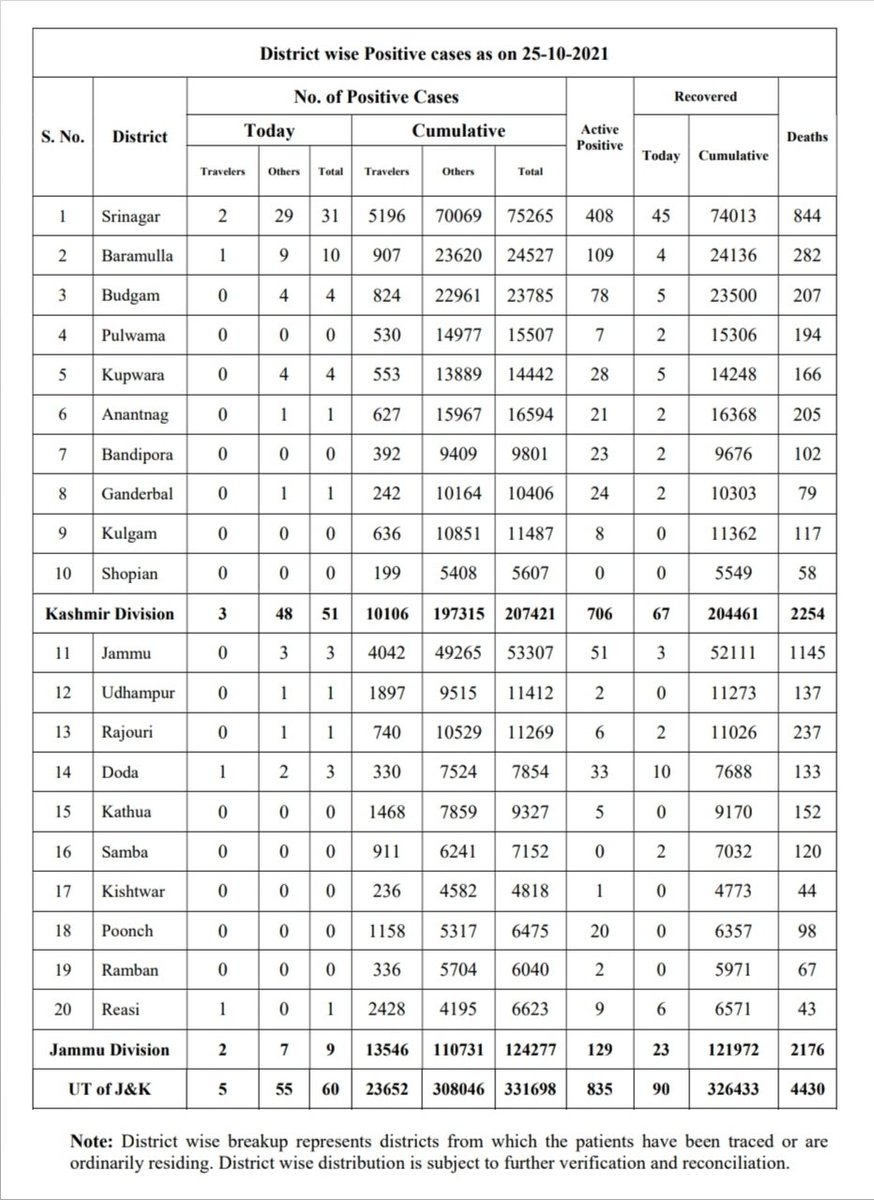 District wise Positive cases as on 25-10-2021
S. No. District No. of Positive Cases Active Positive Recovered Deaths
Today Cumulative Today Cumulative
Travelers Others Total Travelers Others Total
1 Srinagar 2 29 31 5196 70069 75265 408 45 74013 844
2 Baramulla 1 9 10 907 23620 24527 109 4 24136 282
3 Budgam 0 4 4 824 22961 23785 78 5 23500 207
4 Pulwama 0 0 0 530 14977 15507 7 2 15306 194
5 Kupwara 0 4 4 553 13889 14442 28 5 14248 166
6 Anantnag 0 1 1 627 15967 16594 21 2 16368 205
7 Bandipora 0 0 0 392 9409 9801 23 2 9676 102
8 Ganderbal 0 1 1 242 10164 10406 24 2 10303 79
9 Kulgam 0 0 0 636 10851 11487 8 0 11362 117
10 Shopian 0 0 0 199 5408 5607 0 0 5549 58
Kashmir Division 3 48 51 10106 197315 207421 706 67 204461 2254
11 Jammu 0 3 3 4042 49265 53307 51 3 52111 1145
12 Udhampur 0 1 1 1897 9515 11412 2 0 11273 137
13 Rajouri 0 1 1 740 10529 11269 6 2 11026 237
14 Doda 1 2 3 330 7524 7854 33 10 7688 133
15 Kathua 0 0 0 1468 7859 9327 5 0 9170 152
16 Samba 0 0 0 911 6241 7152 0 2 7032 120
17 Kishtwar 0 0 0 236 4582 4818 1 0 4773 44
18 Poonch 0 0 0 1158 5317 6475 20 0 6357 98
19 Ramban 0 0 0 336 5704 6040 2 0 5971 67
20 Reasi 1 0 1 2428 4195 6623 9 6 6571 43
Jammu Division 2 7 9 13546 110731 124277 129 23 121972 2176
UT of J&K 5 55 60 23652 308046 331698 835 90 326433 4430
Note: District wise breakup represents districts from which the patients have been traced or are
ordinarily residing. District wise distribution is subject to further verification and reconciliation.